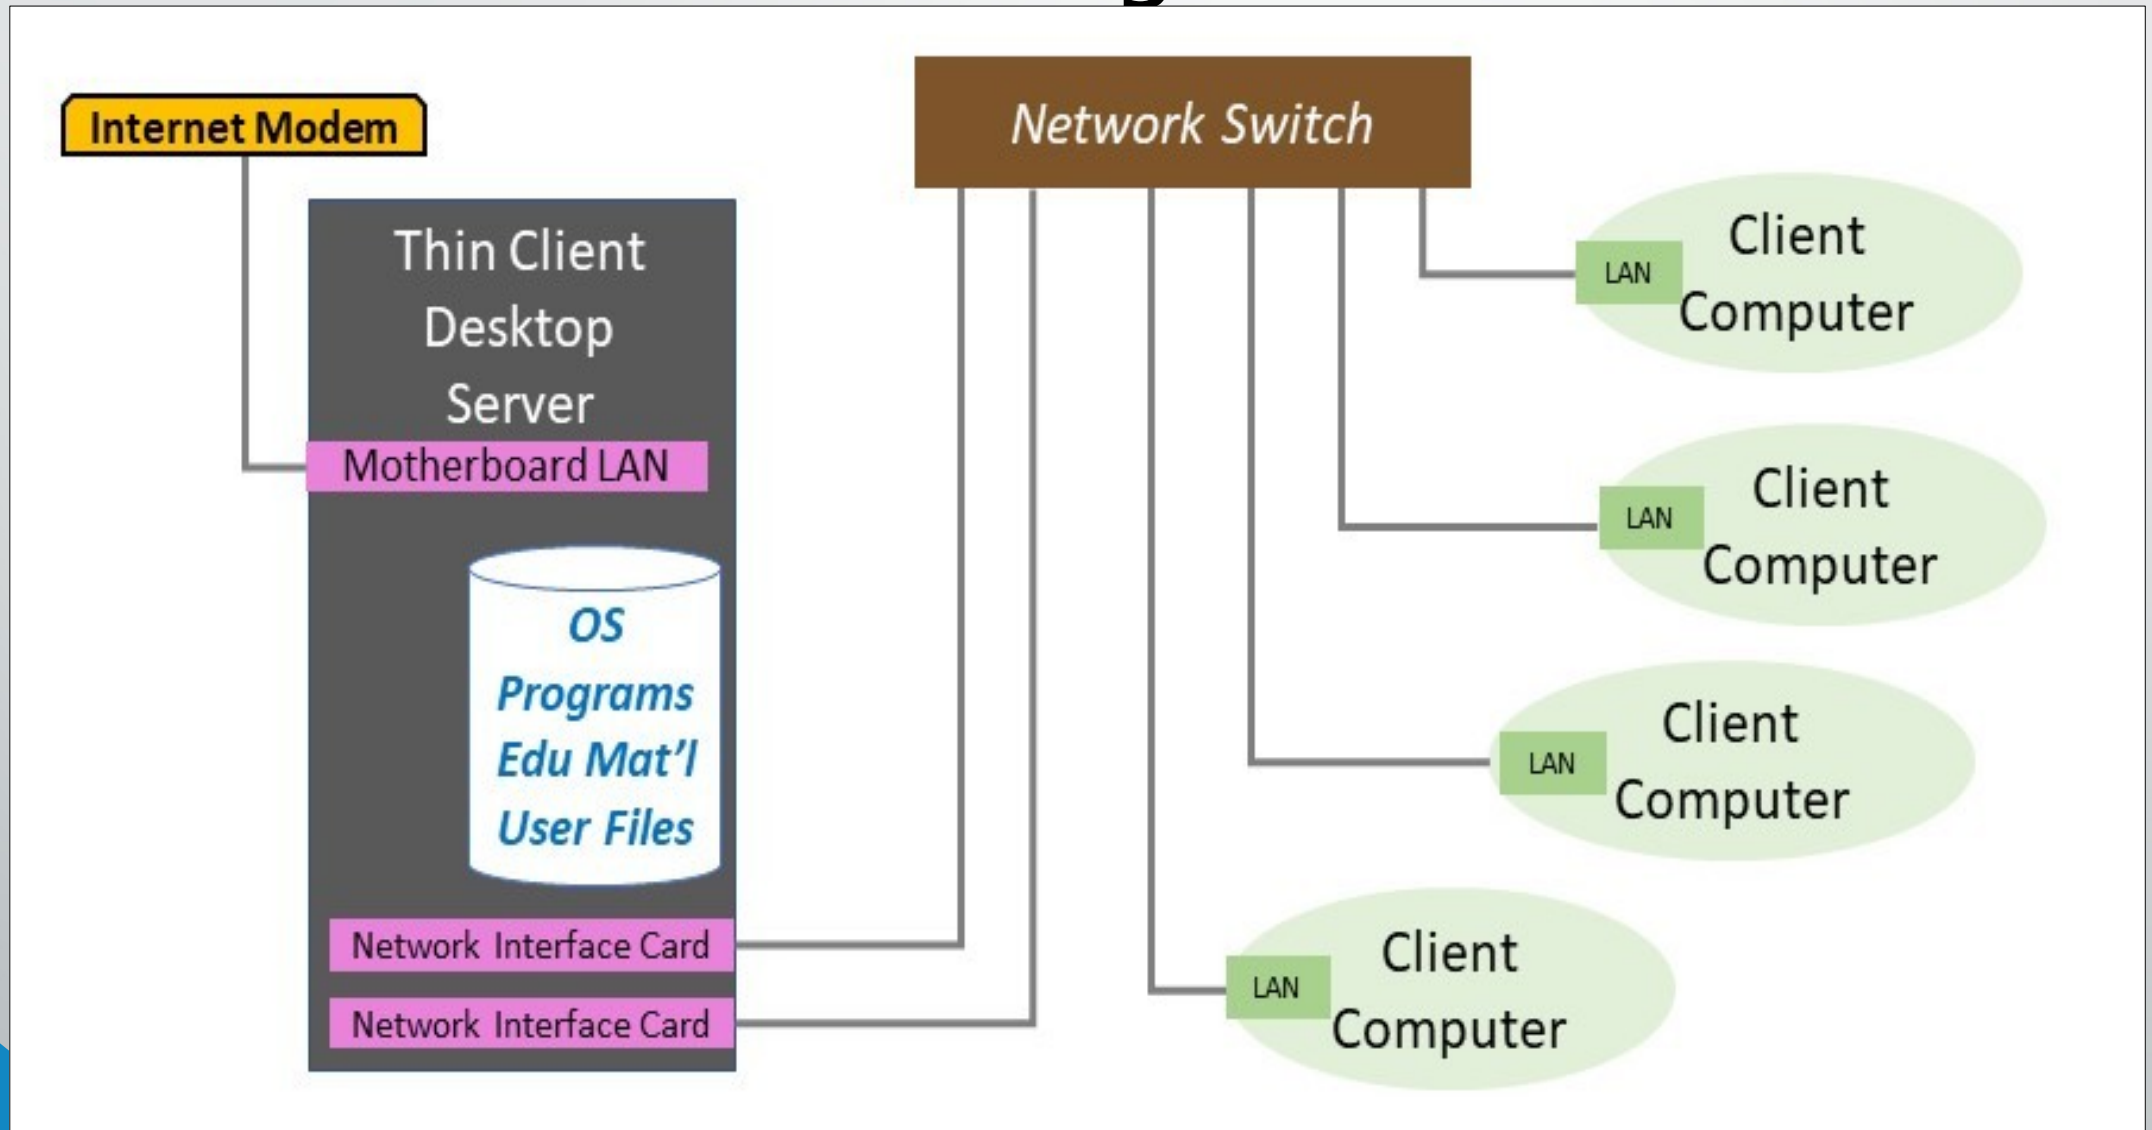 Internet Modem
Thin Client
Desktop
Server
Motherboard LAN
OS
Programs
Edu Mat’l
User Files
Network Interface Card
Network Interface Card
Network Switch
LAN
Client
Computer
LAN
Client
Computer
LAN
Client
Computer
LAN
Client
Computer